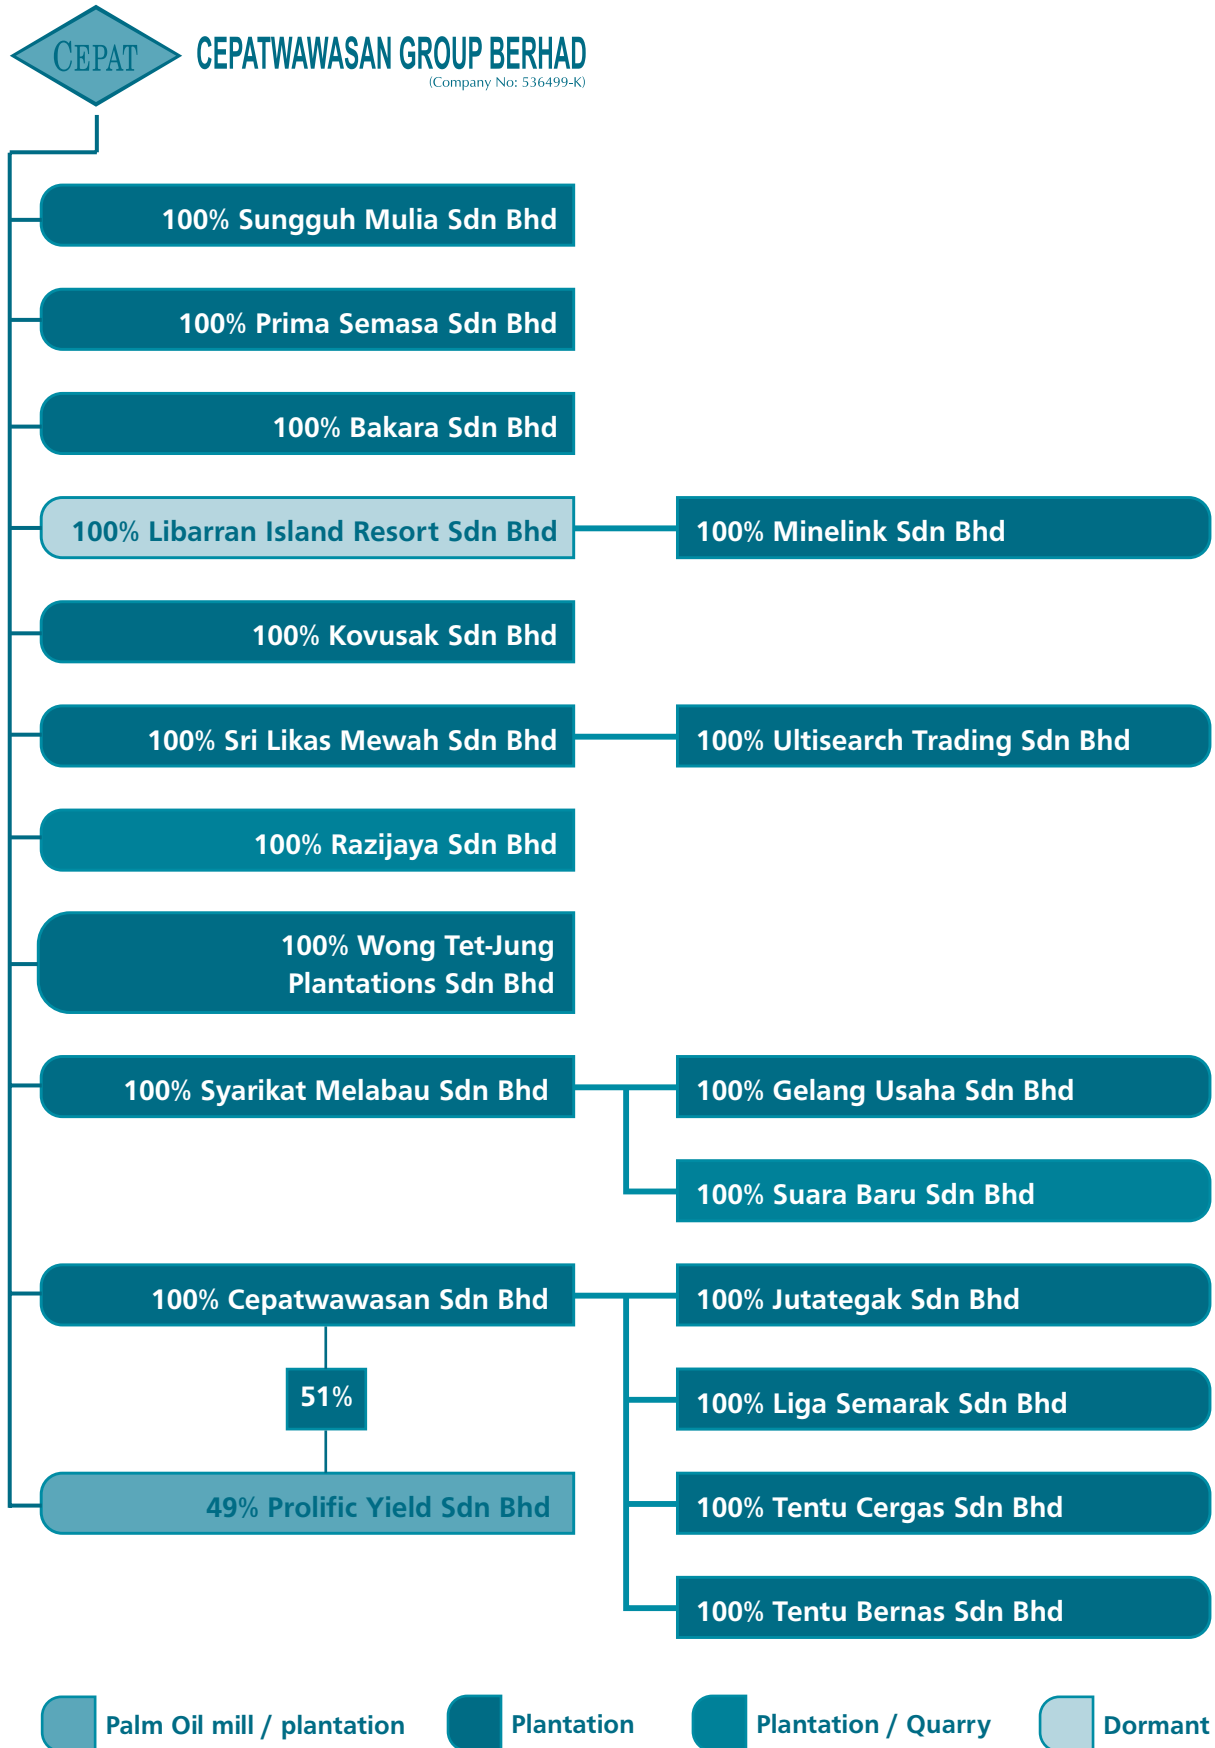 CEPAT
CEPATWAWASAN GROUP BERHAD
(Company No: 536499-K)
100% Sungguh Mulia Sdn Bhd
100% Prima Semasa Sdn Bhd
100% Bakara Sdn Bhd
100% Libarran Island Resort Sdn Bhd
100% Minelink Sdn Bhd
100% Kovusak Sdn Bhd
100% Sri Likas Mewah Sdn Bhd
100% Ultisearch Trading Sdn Bhd
100% Razijaya Sdn Bhd
100% Wong Tet-Jung
Plantations Sdn Bhd
100% Syarikat Melabau Sdn Bhd
100% Gelang Usaha Sdn Bhd
100% Suara Baru Sdn Bhd
100% Cepatwawasan Sdn Bhd
100% Jutategak Sdn Bhd
51%
100% Liga Semarak Sdn Bhd
49% Prolific Yield Sdn Bhd
100% Tentu Cergas Sdn Bhd
100% Tentu Bernas Sdn Bhd
Palm Oil mill / plantation
Plantation
Plantation / Quarry
Dormant